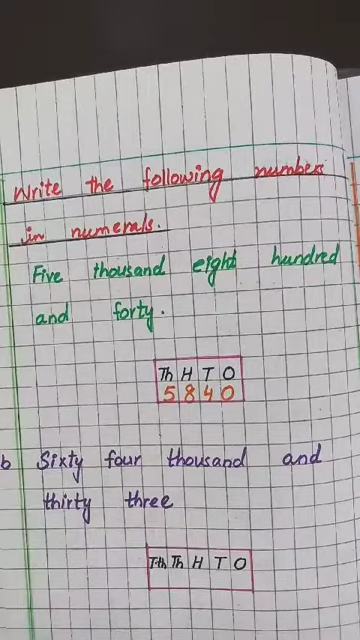 Write the following number
in numerals.
Five thousand eight hundred
and forty.
Th H T O
5 8 4 0
b Sixty four thousand and
thirty three
T.th Th H T O